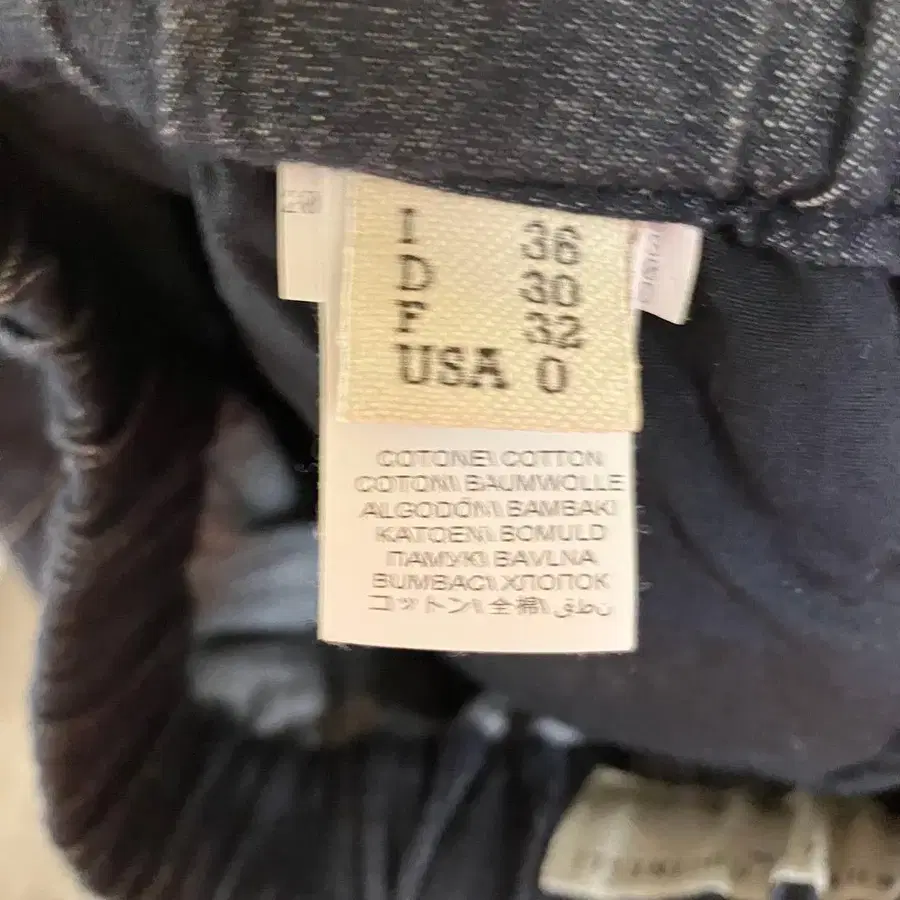 I 36
D 30
F 32
USA 0
COTONE\ COTTON
COTON\ BAUMWOLLE
ALGODÓN\ BAMBAKI
KATOEN\ BOMULD
ПАМУК\ BAVLNA
BUMBAC\ ХЛОПОК
コットン\ 全棉\ قطن